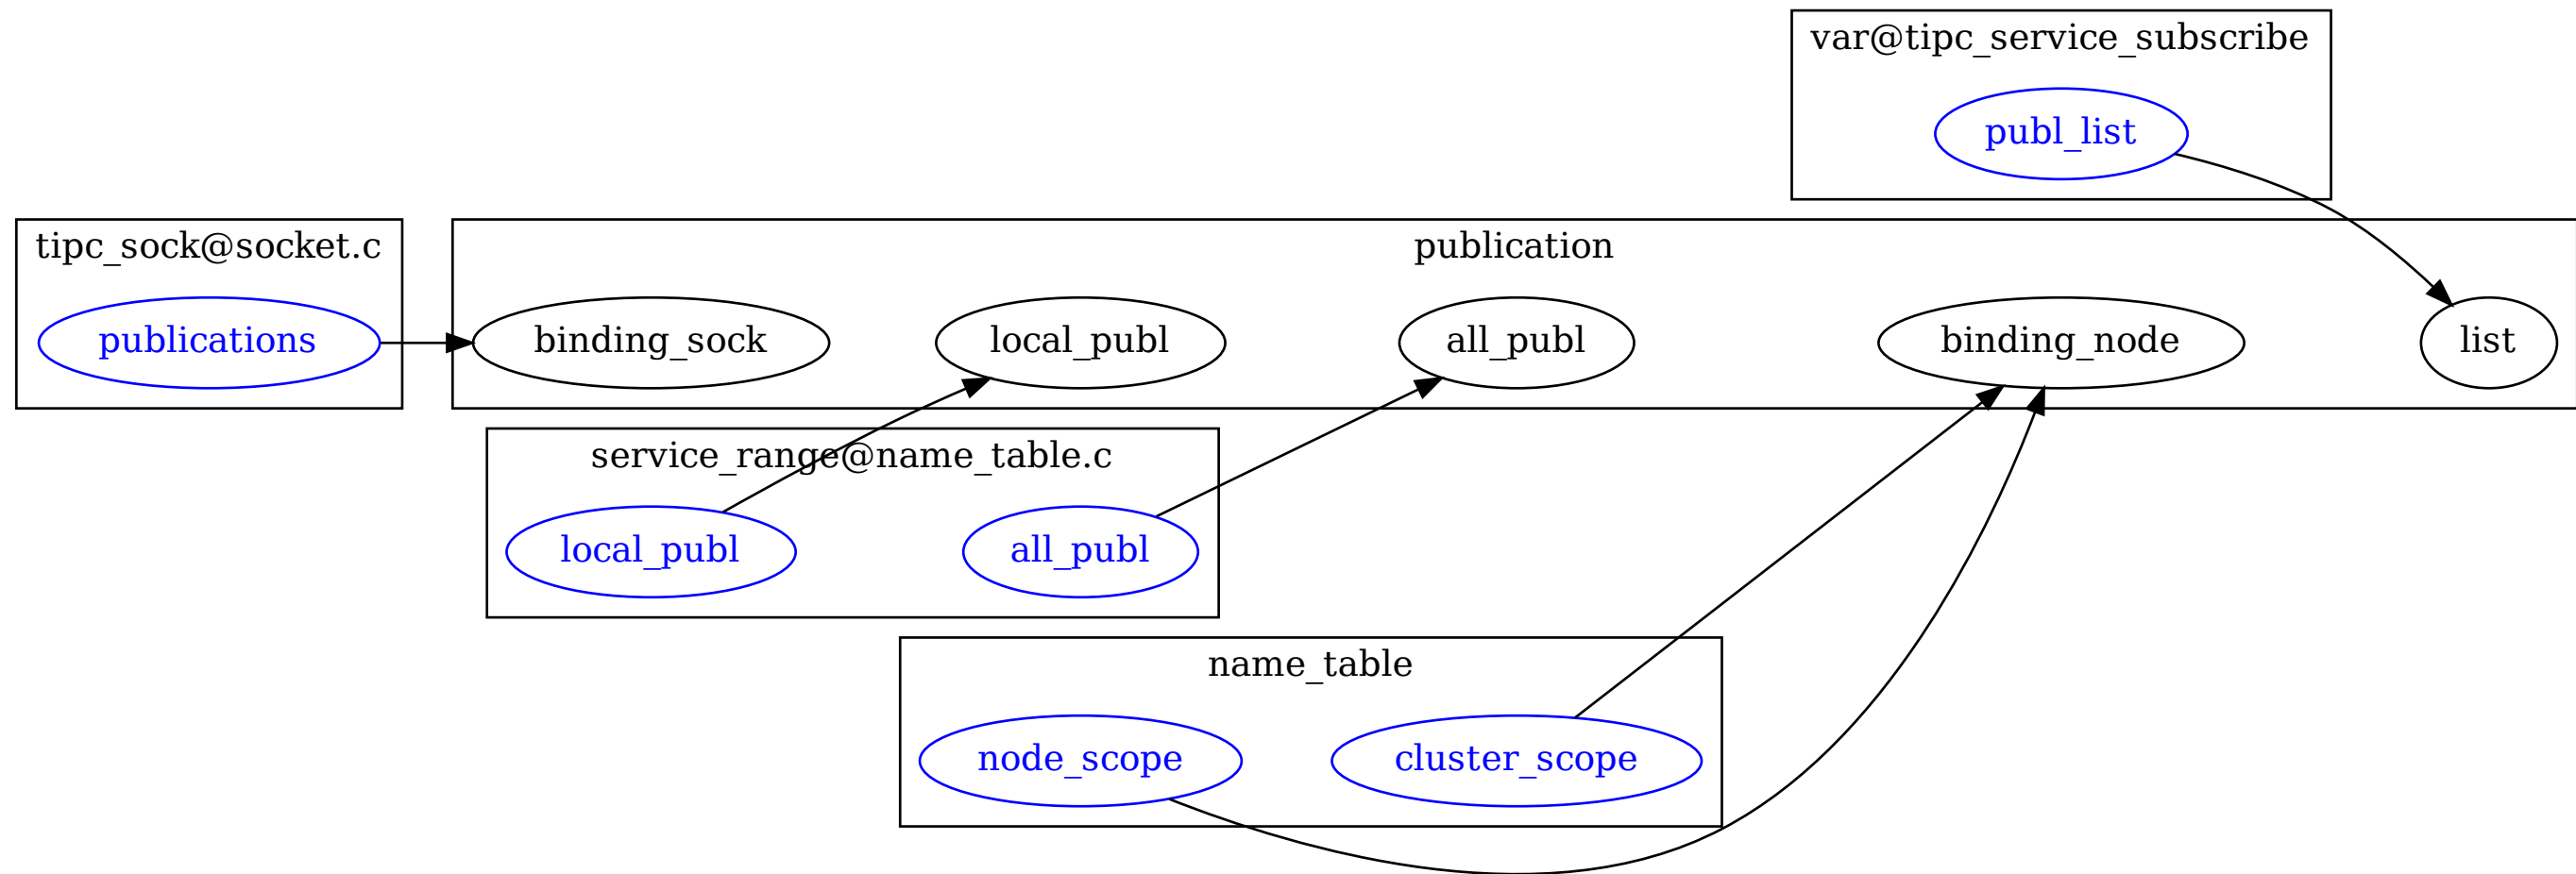 var@tipc_service_subscribe
publ_list
tipc_sock@socket.c
publications
publication
binding_sock
local_publ
all_publ
binding_node
list
service_range@name_table.c
local_publ
all_publ
name_table
node_scope
cluster_scope